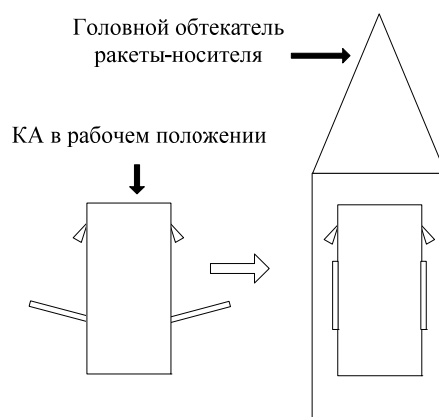 Головной обтекатель
ракеты-носителя
КА в рабочем положении